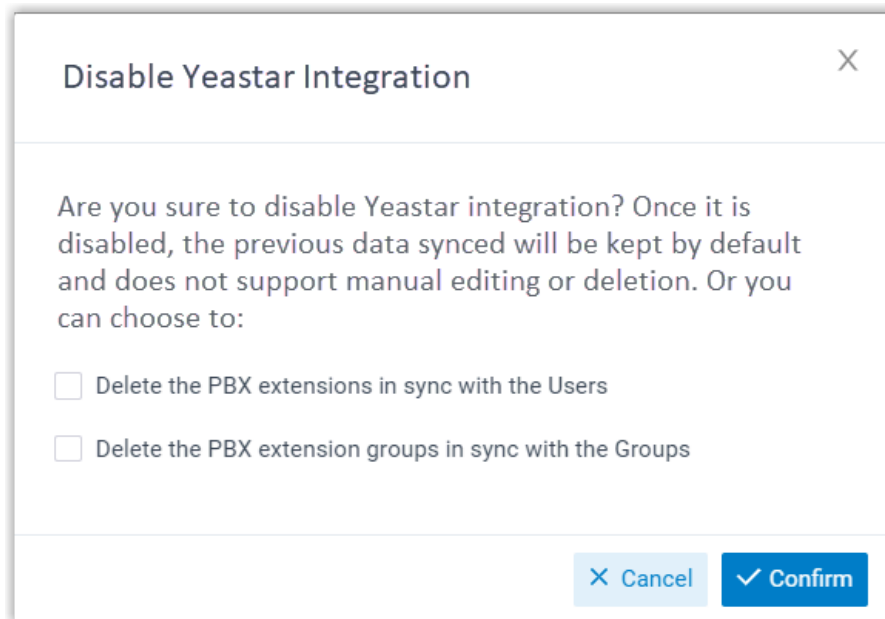 Disable Yeastar Integration
Are you sure to disable Yeastar integration? Once it is
disabled, the previous data synced will be kept by default
and does not support manual editing or deletion. Or you
can choose to:
Delete the PBX extensions in sync with the Users
Delete the PBX extension groups in sync with the Groups
Cancel
Confirm